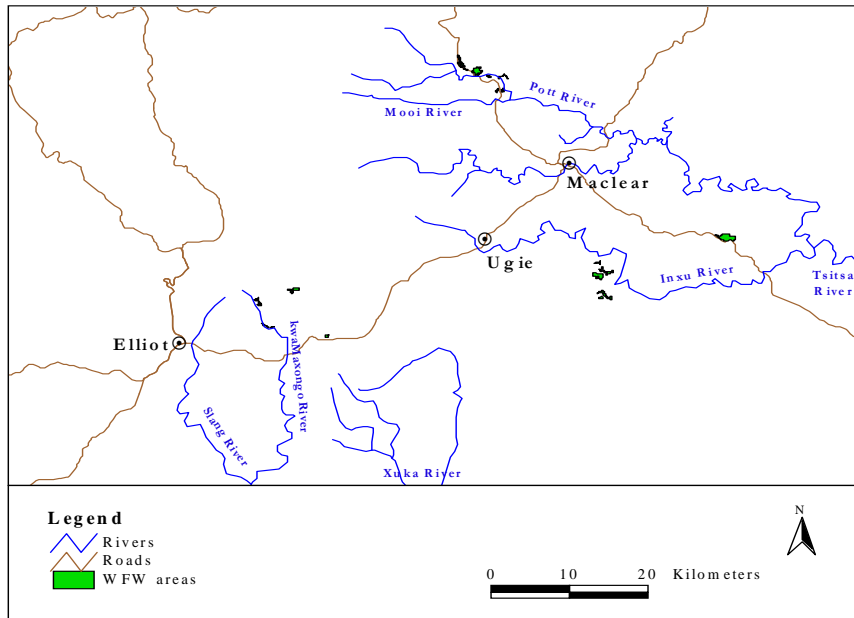 Pott River
Mooi River
Maclear
Ugie
Inxu River
Tsitsa
River
Elliot
kwaMaxongo River
Slang River
Xuka River
Legend
Rivers
Roads
WFW areas
N
0 10 20 Kilometers